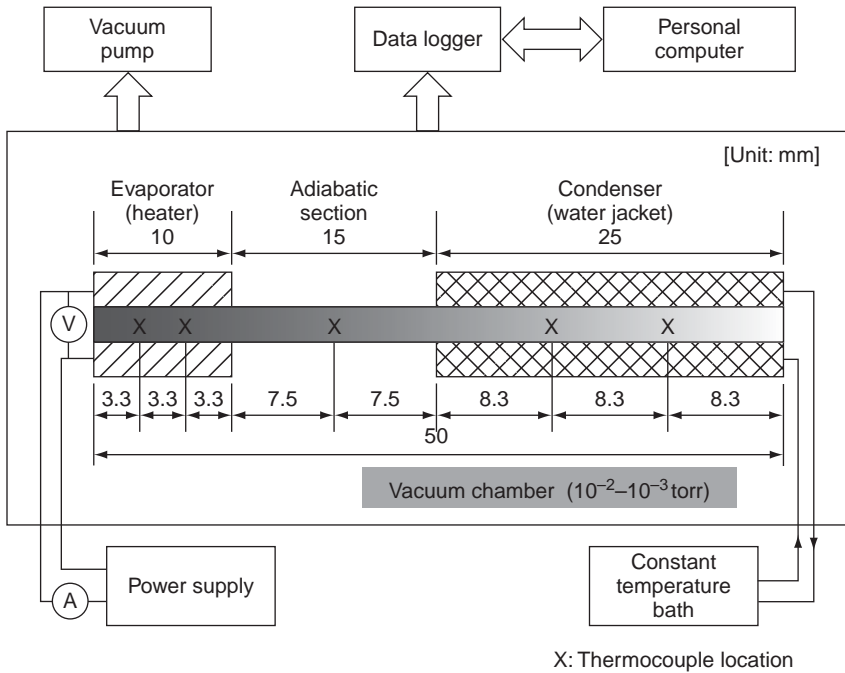 Vacuum
pump
Data logger
Personal
computer
[Unit: mm]
Evaporator
(heater)
10
Adiabatic
section
15
Condenser
(water jacket)
25
V
X X X X X
3.3 3.3 3.3 7.5 7.5 8.3 8.3 8.3
50
Vacuum chamber (10⁻²–10⁻³ torr)
Power supply
A
Constant
temperature
bath
X: Thermocouple location